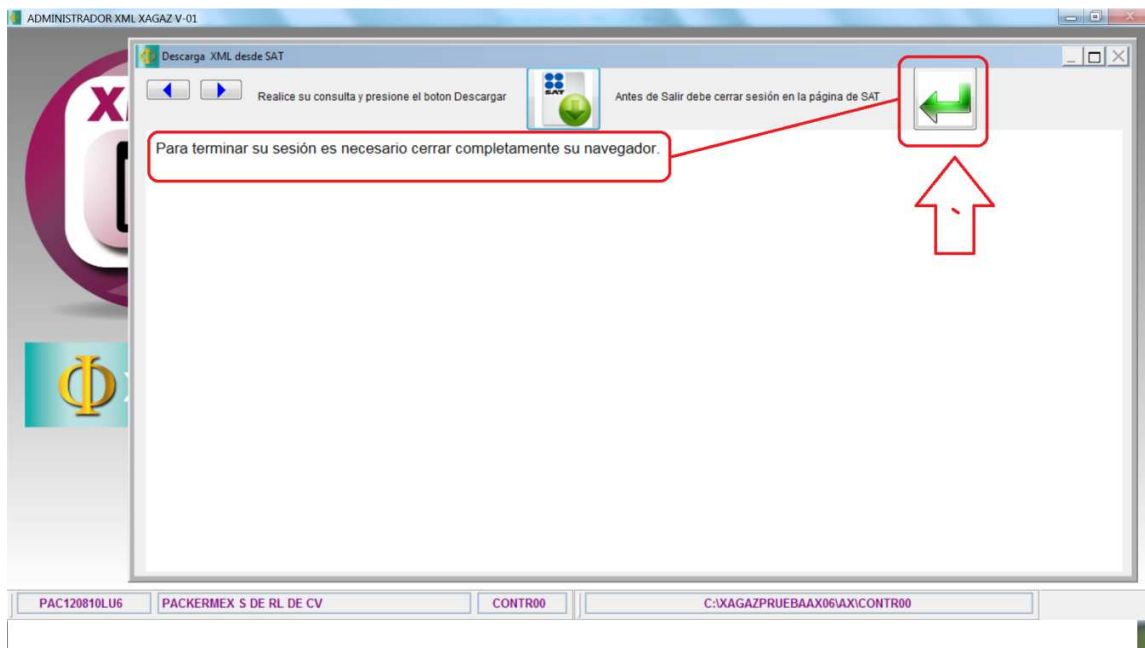 ADMINISTRADOR XML XAGAZ V-01
Descarga XML desde SAT
Realice su consulta y presione el boton Descargar
SAT
Antes de Salir debe cerrar sesión en la página de SAT
Para terminar su sesión es necesario cerrar completamente su navegador.
X
Φ
PAC120810LU6 PACKERMEX S DE RL DE CV CONTR00 C:\XAGAZPRUEBAAX06\AX\CONTR00